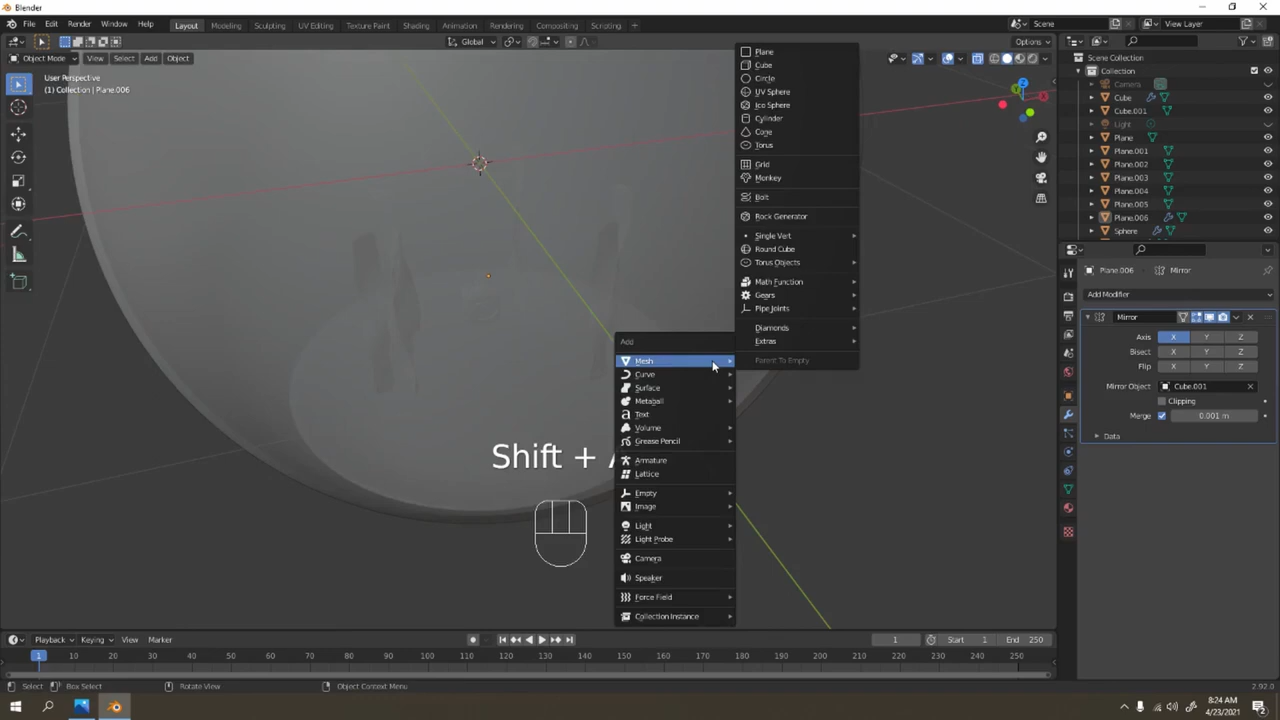 Blender
File Edit Render Window Help
Layout Modeling Sculpting UV Editing Texture Paint Shading Animation Rendering Compositing Scripting +
Scene
View Layer
Global
Options
Object Mode View Select Add Object
User Perspective
(1) Collection | Plane.006
Plane
Cube
Circle
UV Sphere
Ico Sphere
Cylinder
Cone
Torus
Grid
Monkey
Bolt
Rock Generator
Single Vert
Round Cube
Torus Objects
Math Function
Gears
Pipe Joints
Diamonds
Extras
Parent To Empty
Add
Mesh
Curve
Surface
Metaball
Text
Volume
Grease Pencil
Armature
Lattice
Empty
Image
Light
Light Probe
Camera
Speaker
Force Field
Collection Instance
Shift + A
Scene Collection
Collection
Camera
Cube
Cube.001
Light
Plane
Plane.001
Plane.002
Plane.003
Plane.004
Plane.005
Plane.006
Sphere
Plane.006 Mirror
Add Modifier
Mirror
Axis X Y Z
Bisect X Y Z
Flip X Y Z
Mirror Object Cube.001
Clipping
Merge 0.001 m
Data
Playback Keying View Marker
1 Start 1 End 250
1 10 20 30 40 50 60 70 80 90 100 110 120 130 140 150 160 170 180 190 200 210 220 230 240 250
Select Box Select Rotate View Object Context Menu 2.92.0
8:24 AM
4/23/2021
2